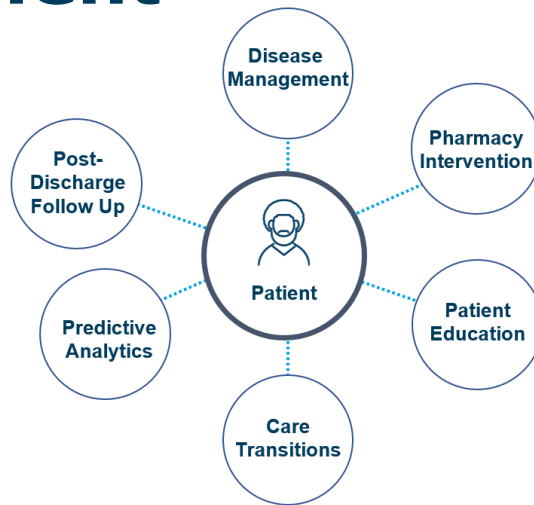 Disease
Management
Pharmacy
Intervention
Post-
Discharge
Follow Up
Patient
Patient
Education
Predictive
Analytics
Care
Transitions